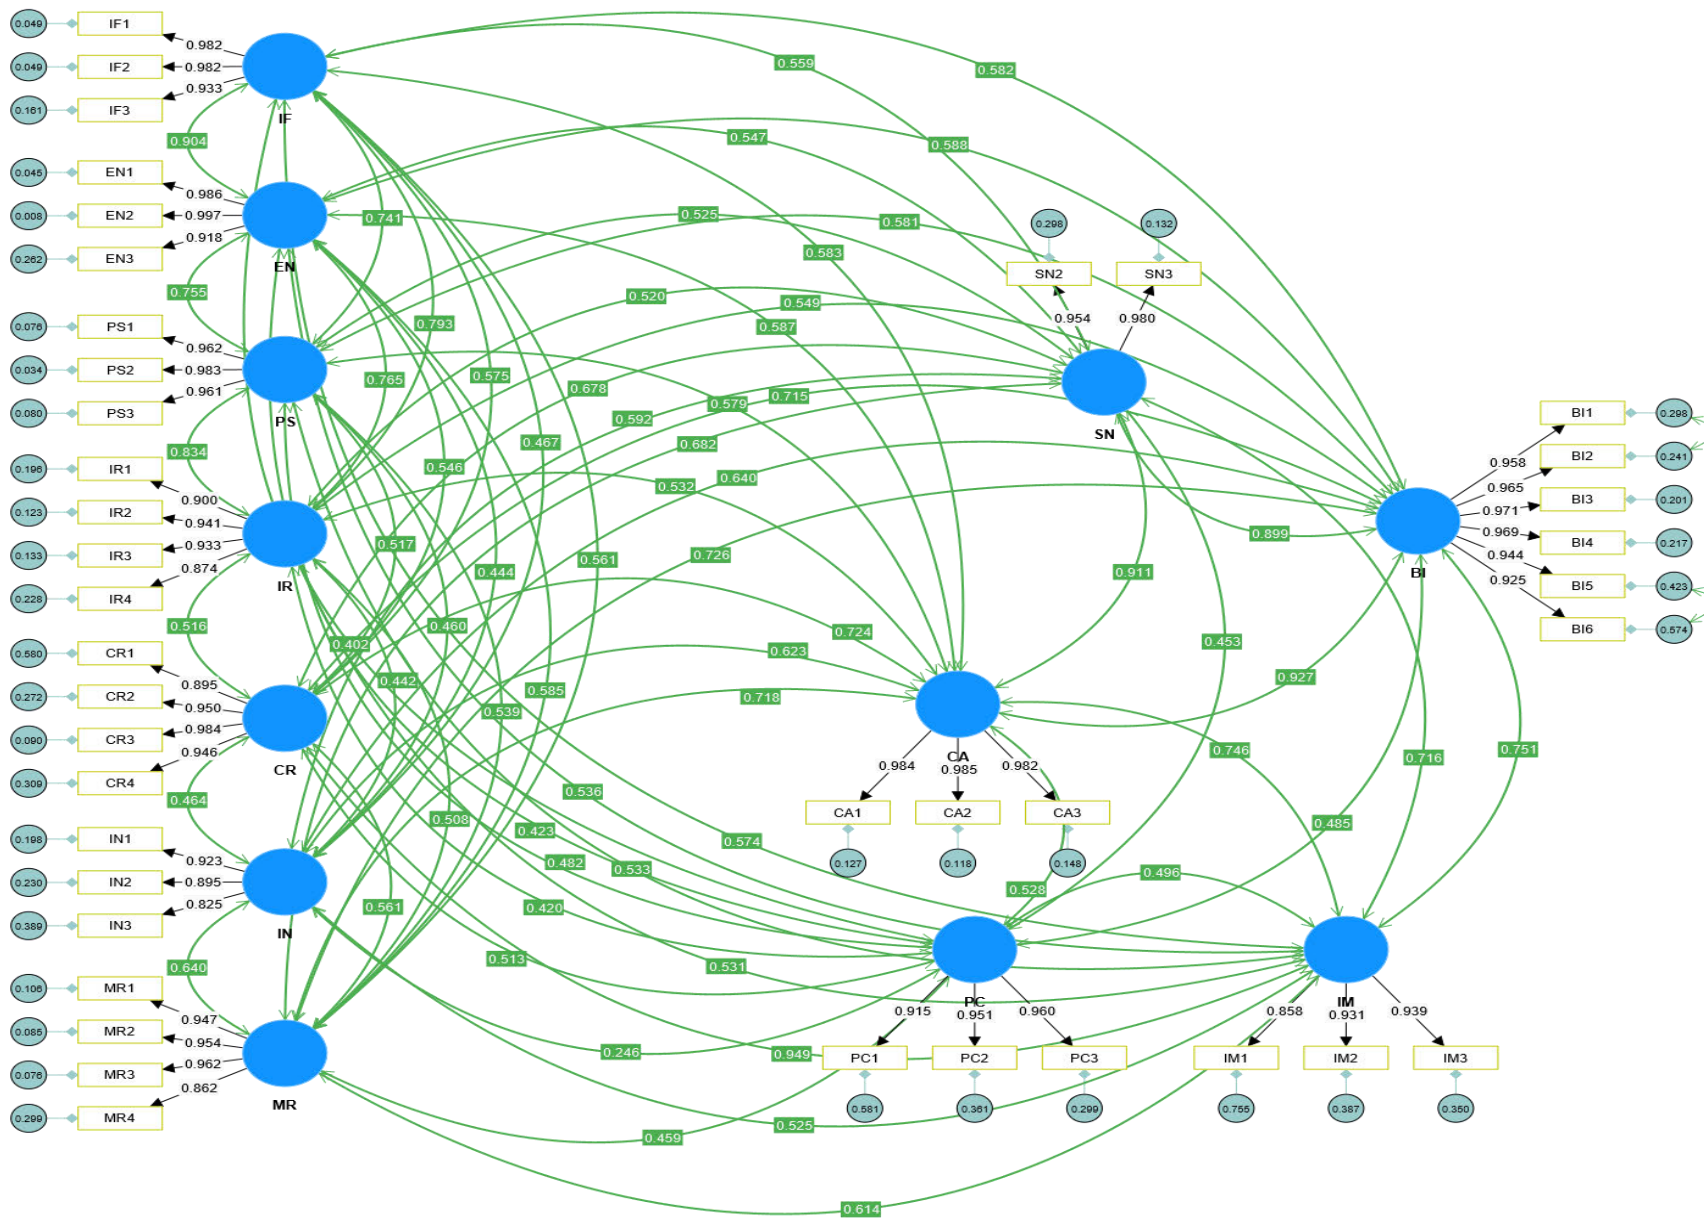 0.049 IF1
0.982
0.049 IF2
0.982
0.933
0.161 IF3
IF
0.904
0.045 EN1
0.986
0.008 EN2
0.997
0.918
0.262 EN3
EN
0.755
0.076 PS1
0.962
0.034 PS2
0.983
0.961
0.080 PS3
PS
0.834
0.196 IR1
0.900
0.123 IR2
0.941
0.133 IR3
0.933
0.874
0.228 IR4
IR
0.516
0.580 CR1
0.895
0.272 CR2
0.950
0.090 CR3
0.984
0.946
0.309 CR4
CR
0.464
0.198 IN1
0.923
0.230 IN2
0.895
0.825
0.389 IN3
IN
0.640
0.106 MR1
0.947
0.085 MR2
0.954
0.076 MR3
0.962
0.862
0.299 MR4
MR
0.559
0.582
0.547
0.588
0.741
0.525
0.581
0.583
0.520
0.549
0.793
0.587
0.765
0.575
0.678
0.579
0.715
0.592
0.467
0.682
0.546
0.640
0.532
0.517
0.444
0.561
0.726
0.899
0.911
0.402
0.460
0.442
0.585
0.539
0.724
0.623
0.718
0.453
0.927
0.746
0.716
0.751
0.536
0.508
0.423
0.574
0.482
0.533
0.485
0.496
0.528
0.561
0.420
0.513
0.531
0.246
0.949
0.459
0.525
0.614
0.298 0.132
SN2 SN3
0.954 0.980
SN
BI1 0.298
0.958
BI2 0.241
0.965
BI3 0.201
0.971
BI4 0.217
0.969
0.944
BI5 0.423
0.925
BI6 0.574
BI
CA
0.984 0.985 0.982
CA1 CA2 CA3
0.127 0.118 0.148
PC
0.915 0.951 0.960
PC1 PC2 PC3
0.581 0.361 0.299
IM
0.858 0.931 0.939
IM1 IM2 IM3
0.755 0.387 0.350